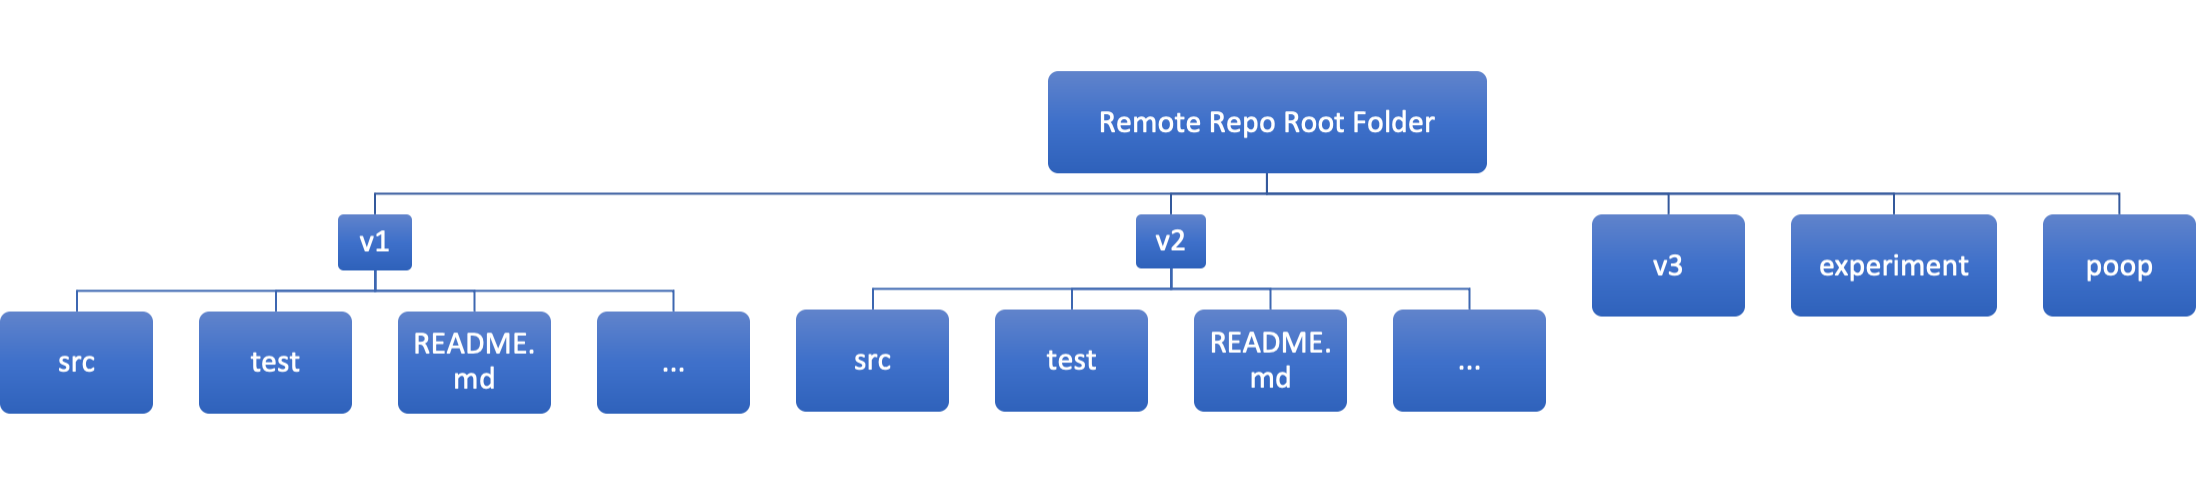 Remote Repo Root Folder
v1
v2
v3
experiment
poop
src
test
README.
md
...
src
test
README.
md
...